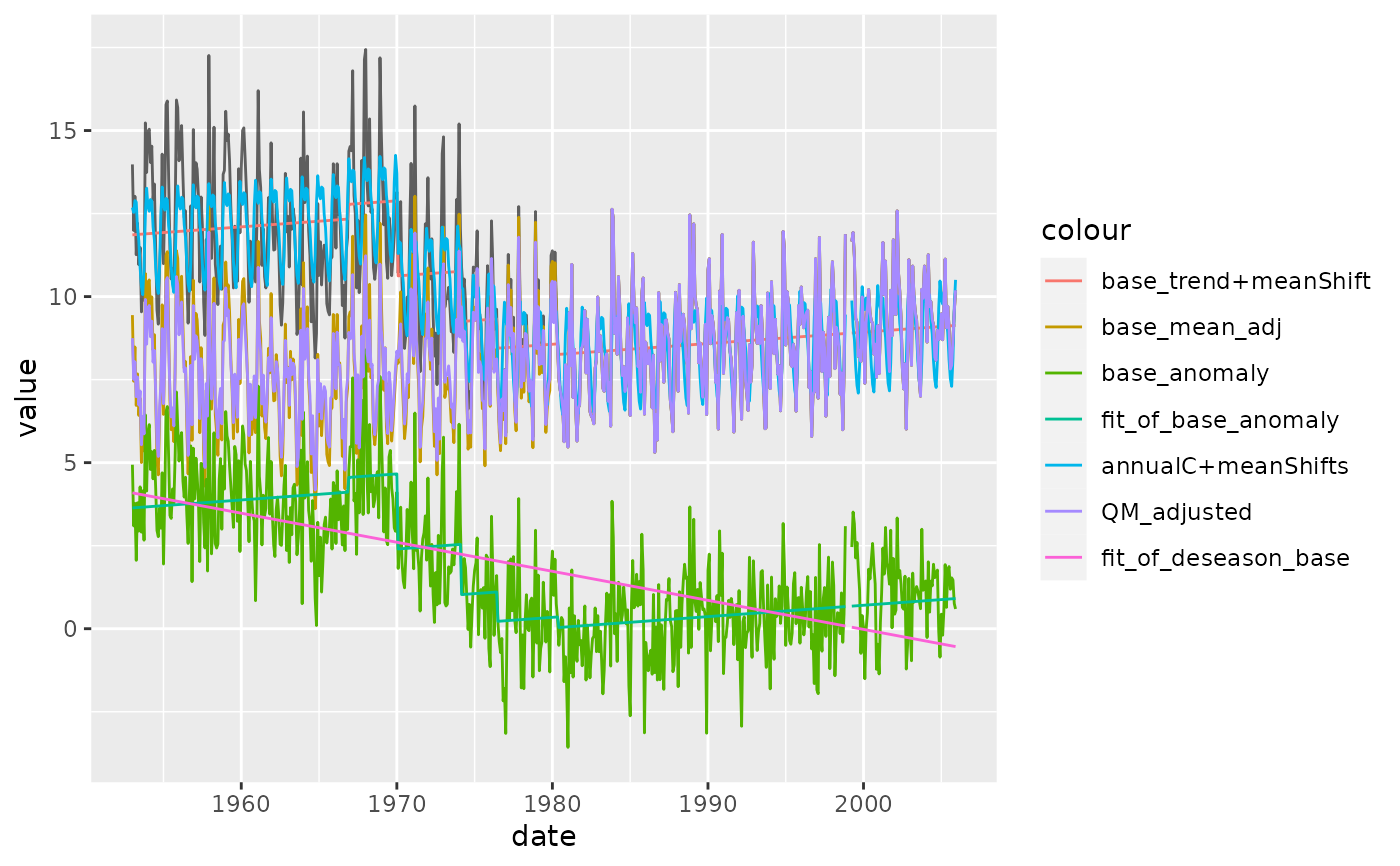 15
10
5
0
value
1960
1970
1980
1990
2000
date
colour
base_trend+meanShift
base_mean_adj
base_anomaly
fit_of_base_anomaly
annualC+meanShifts
QM_adjusted
fit_of_deseason_base